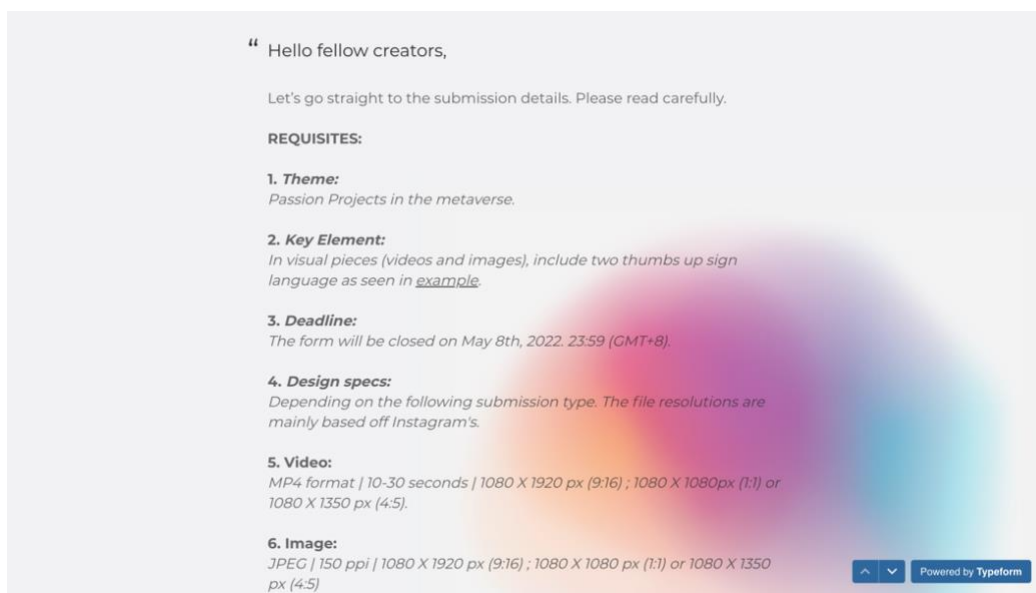 “ Hello fellow creators,
Let's go straight to the submission details. Please read carefully.
REQUISITES:
1. Theme:
Passion Projects in the metaverse.
2. Key Element:
In visual pieces (videos and images), include two thumbs up sign
language as seen in example.
3. Deadline:
The form will be closed on May 8th, 2022. 23:59 (GMT+8).
4. Design specs:
Depending on the following submission type. The file resolutions are
mainly based off Instagram's.
5. Video:
MP4 format | 10-30 seconds | 1080 X 1920 px (9:16) ; 1080 X 1080px (1:1) or
1080 X 1350 px (4:5).
6. Image:
JPEG | 150 ppi | 1080 X 1920 px (9:16) ; 1080 X 1080 px (1:1) or 1080 X 1350
px (4:5)
Powered by Typeform